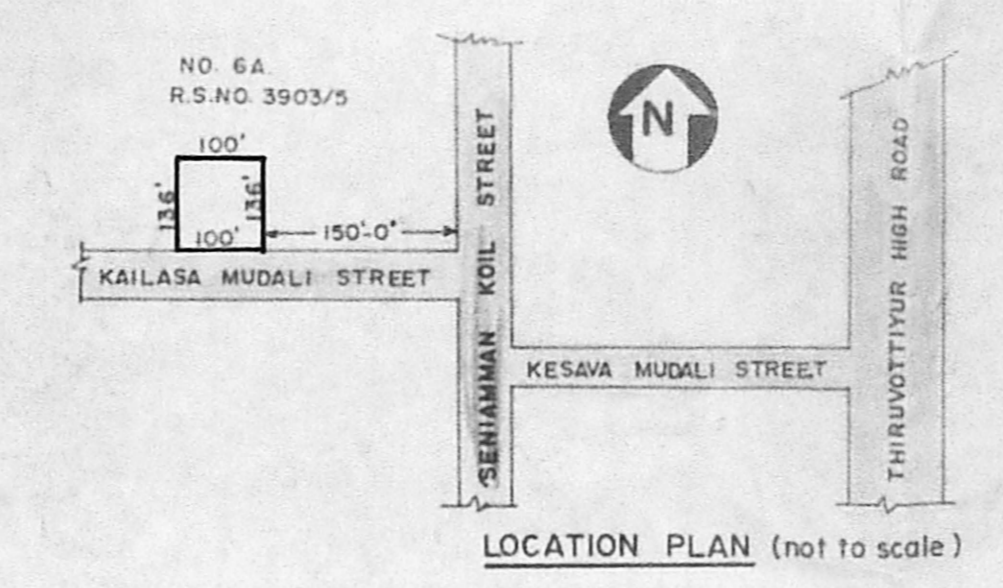 NO. 6A.
R.S.NO. 3903/5
100'
136'
136'
100'
150'-0"
KAILASA MUDALI STREET
SENIAMMAN KOIL STREET
N
KESAVA MUDALI STREET
THIRUVOTTIYUR HIGH ROAD
LOCATION PLAN (not to scale)